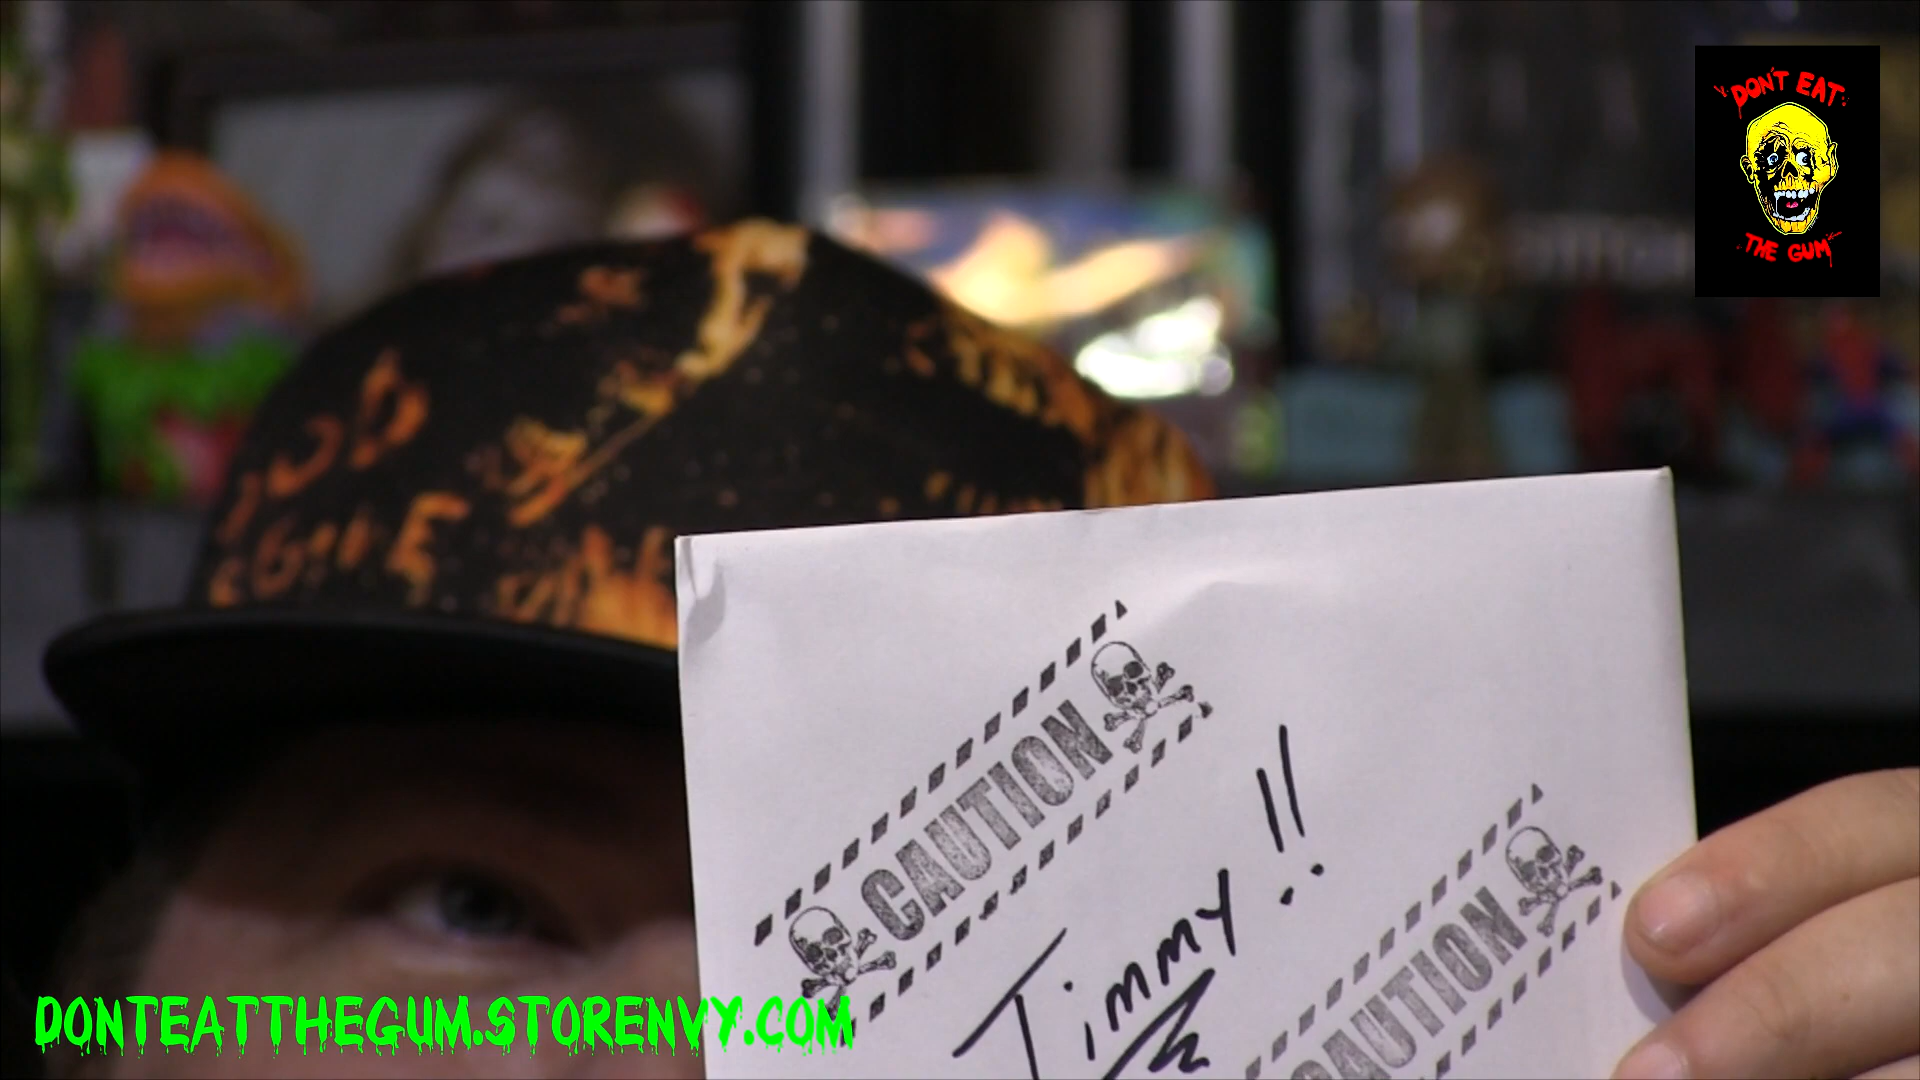 DON'T EAT
THE GUM
CAUTION
Timmy!!
CAUTION
DONTEATTHEGUM.STORENVY.COM